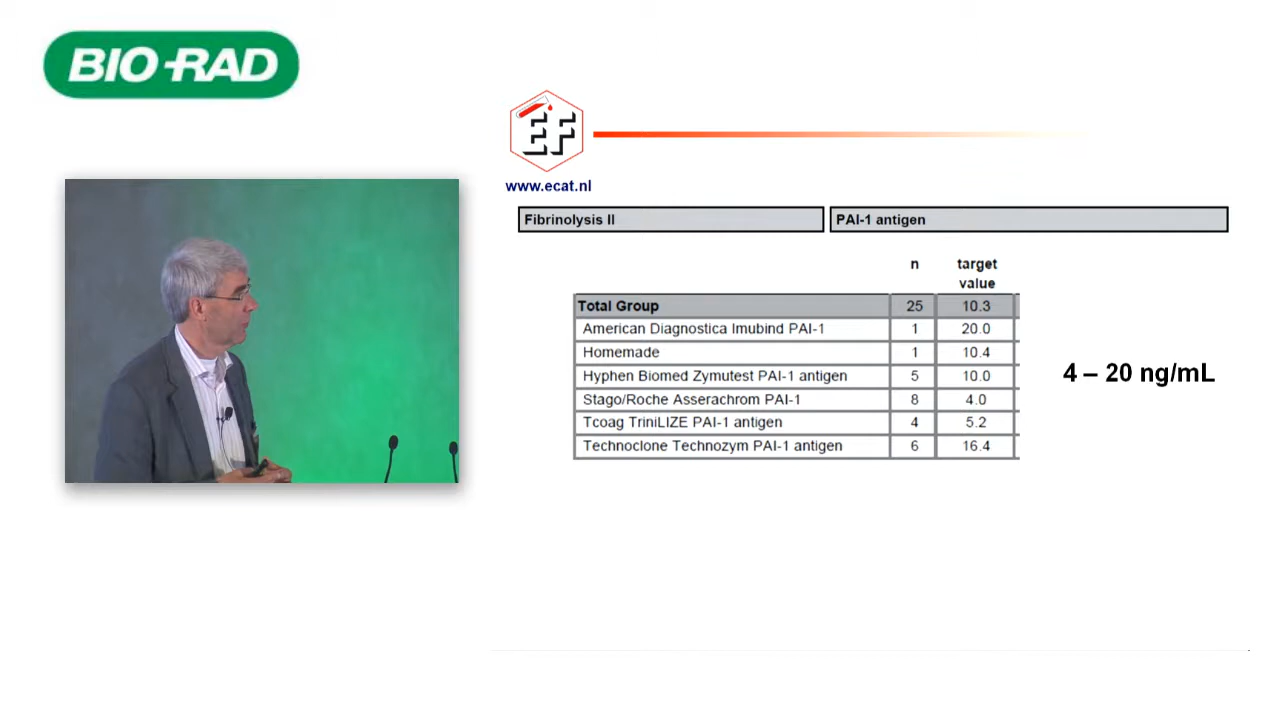 BIO-RAD
EF
www.ecat.nl
Fibrinolysis II PAI-1 antigen
n target value
Total Group 25 10.3
American Diagnostica Imubind PAI-1 1 20.0
Homemade 1 10.4
Hyphen Biomed Zymutest PAI-1 antigen 5 10.0
Stago/Roche Asserachrom PAI-1 8 4.0
Tcoag TriniLIZE PAI-1 antigen 4 5.2
Technoclone Technozym PAI-1 antigen 6 16.4
4 – 20 ng/mL